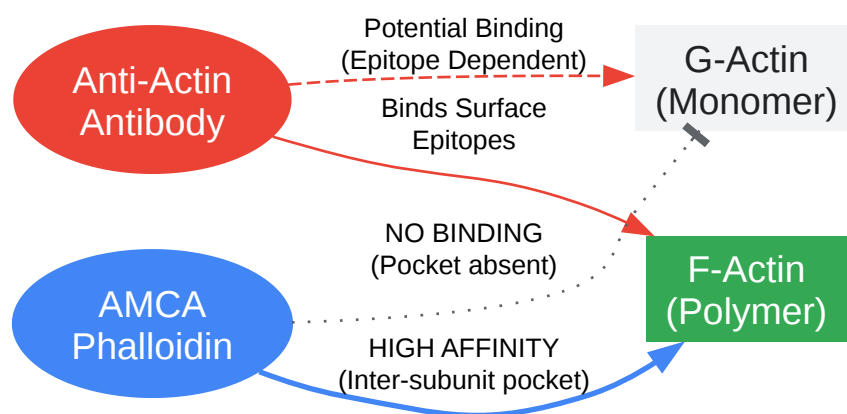 Anti-Actin
Antibody
Potential Binding
(Epitope Dependent)
G-Actin
(Monomer)
Binds Surface
Epitopes
NO BINDING
(Pocket absent)
F-Actin
(Polymer)
AMCA
Phalloidin
HIGH AFFINITY
(Inter-subunit pocket)